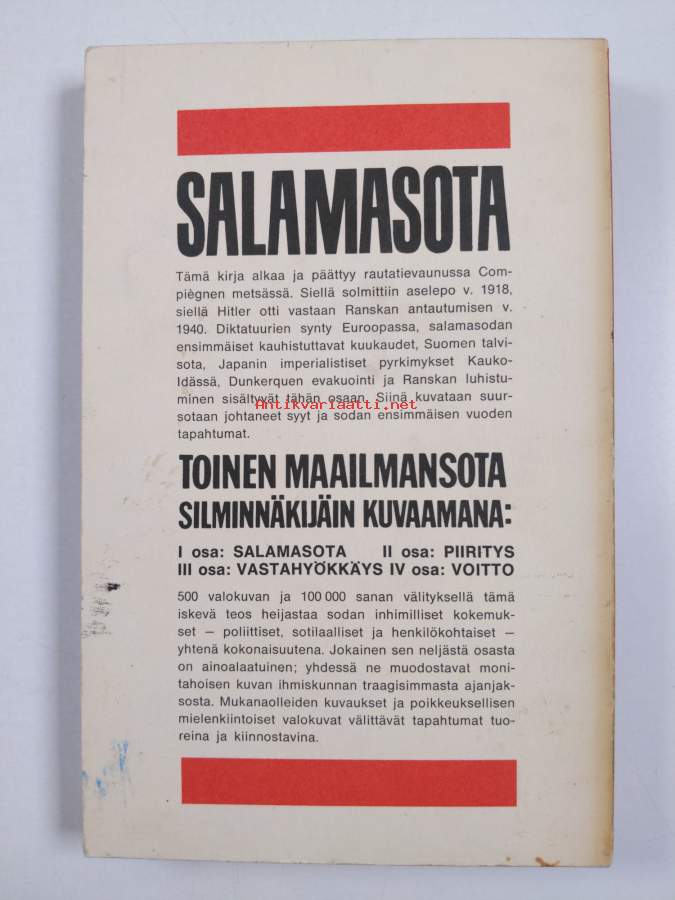 SALAMASOTA
Tämä kirja alkaa ja päättyy rautatievaunussa Com-
piègnen metsässä. Siellä solmittiin aselepo v. 1918,
siellä Hitler otti vastaan Ranskan antautumisen v.
1940. Diktatuurien synty Euroopassa, salamasodan
ensimmäiset kauhistuttavat kuukaudet, Suomen talvi-
sota, Japanin imperialistiset pyrkimykset Kauko-
Idässä, Dunkerquen evakuointi ja Ranskan luhistu-
minen sisältyvät tähän osaan. Siinä kuvataan suur-
Antikvariaatti.net
sotaan johtaneet syyt ja sodan ensimmäisen vuoden
tapahtumat.
TOINEN MAAILMANSOTA
SILMINNÄKIJÄIN KUVAAMANA:
I osa: SALAMASOTA II osa: PIIRITYS
III osa: VASTAHYÖKKÄYS IV osa: VOITTO
500 valokuvan ja 100 000 sanan välityksellä tämä
iskevä teos heijastaa sodan inhimilliset kokemuk-
set — poliittiset, sotilaalliset ja henkilökohtaiset —
yhtenä kokonaisuutena. Jokainen sen neljästä osasta
on ainoalaatuinen; yhdessä ne muodostavat moni-
tahoisen kuvan ihmiskunnan traagisimmasta ajanjak-
sosta. Mukanaolleiden kuvaukset ja poikkeuksellisen
mielenkiintoiset valokuvat välittävät tapahtumat tuo-
reina ja kiinnostavina.